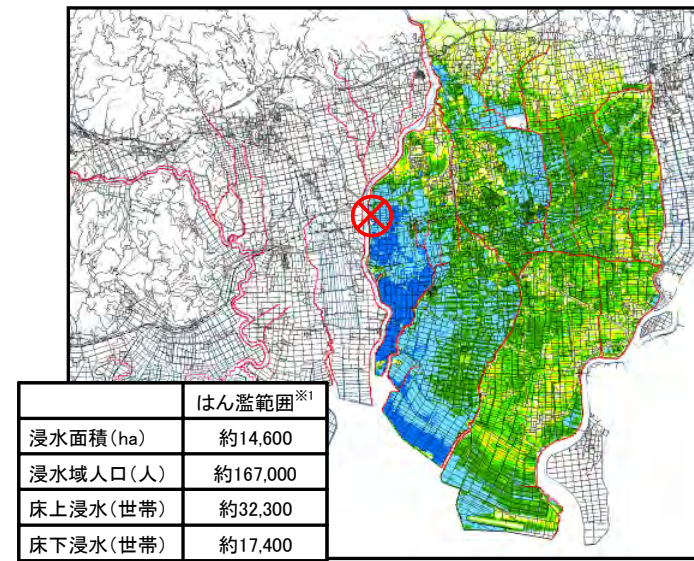 はん濫範囲※1
浸水面積(ha) 約14,600
浸水域人口(人) 約167,000
床上浸水(世帯) 約32,300
床下浸水(世帯) 約17,400